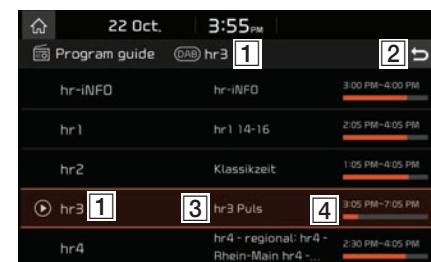 22 Oct. 3:55 PM
Program guide DAB hr3 1 2
hr-iNFO hr-iNFO 3:00 PM~4:00 PM
hr1 hr1 14-16 2:05 PM~4:05 PM
hr2 Klassikzeit 1:05 PM~4:05 PM
hr3 1 3 hr3 Puls 4 3:05 PM~7:05 PM
hr4 hr4 - regional: hr4 - 2:30 PM~4:05 PM
Rhein-Main hr4 -...